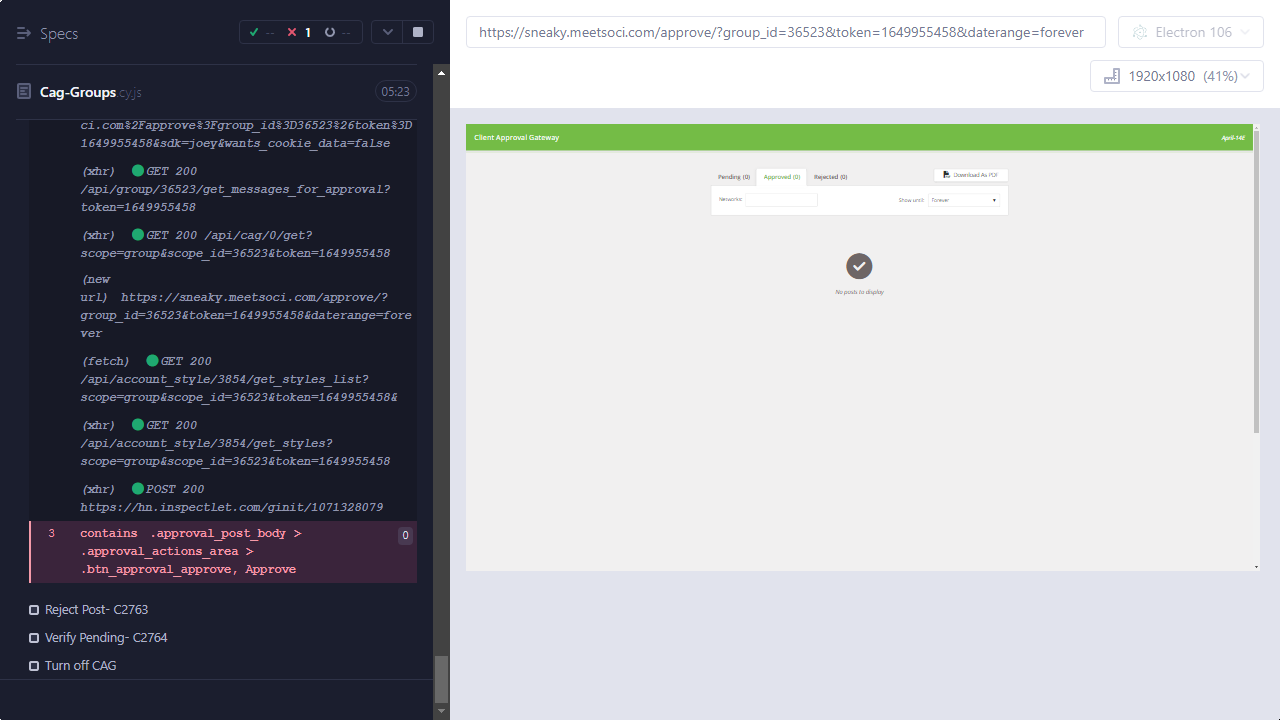 Specs
-- 1 --
Cag-Groups.cy.js 05:23
ci.com%2Fapprove%3Fgroup_id%3D36523%26token%3D
1649955458&sdk=joey&wants_cookie_data=false
(xhr) GET 200
/api/group/36523/get_messages_for_approval?
token=1649955458
(xhr) GET 200 /api/cag/0/get?
scope=group&scope_id=36523&token=1649955458
(new
url) https://sneaky.meetsoci.com/approve/?
group_id=36523&token=1649955458&daterange=fore
ver
(fetch) GET 200
/api/account_style/3854/get_styles_list?
scope=group&scope_id=36523&token=1649955458&
(xhr) GET 200
/api/account_style/3854/get_styles?
scope=group&scope_id=36523&token=1649955458
(xhr) POST 200
https://hn.inspectlet.com/ginit/1071328079
3 contains .approval_post_body > 0
.approval_actions_area >
.btn_approval_approve, Approve
Reject Post- C2763
Verify Pending- C2764
Turn off CAG
https://sneaky.meetsoci.com/approve/?group_id=36523&token=1649955458&daterange=forever
Electron 106
1920x1080 (41%)
Client Approval Gateway April-14E
Pending (0) Approved (0) Rejected (0) Download As PDF
Networks: Show until: Forever
No posts to display